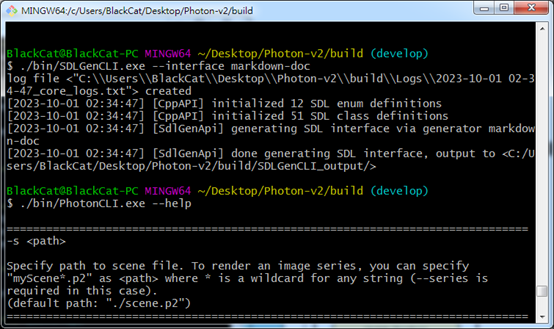 MINGW64:/c/Users/BlackCat/Desktop/Photon-v2/build
BlackCat@BlackCat-PC MINGW64 ~/Desktop/Photon-v2/build (develop)
$ ./bin/SDLGenCLI.exe --interface markdown-doc
log file <"C:\\Users\\BlackCat\\Desktop\\Photon-v2\\build\\Logs\\2023-10-01 02-3
4-47_core_logs.txt"> created
[2023-10-01 02:34:47] [CppAPI] initialized 12 SDL enum definitions
[2023-10-01 02:34:47] [CppAPI] initialized 51 SDL class definitions
[2023-10-01 02:34:47] [SdlGenApi] generating SDL interface via generator markdow
n-doc
[2023-10-01 02:34:47] [SdlGenApi] done generating SDL interface, output to <C:/U
sers/BlackCat/Desktop/Photon-v2/build/SDLGenCLI_output/>
BlackCat@BlackCat-PC MINGW64 ~/Desktop/Photon-v2/build (develop)
$ ./bin/PhotonCLI.exe --help
===========================================================================
-s <path>
Specify path to scene file. To render an image series, you can specify
"myScene*.p2" as <path> where * is a wildcard for any string (--series is
required in this case).
(default path: "./scene.p2")
===========================================================================